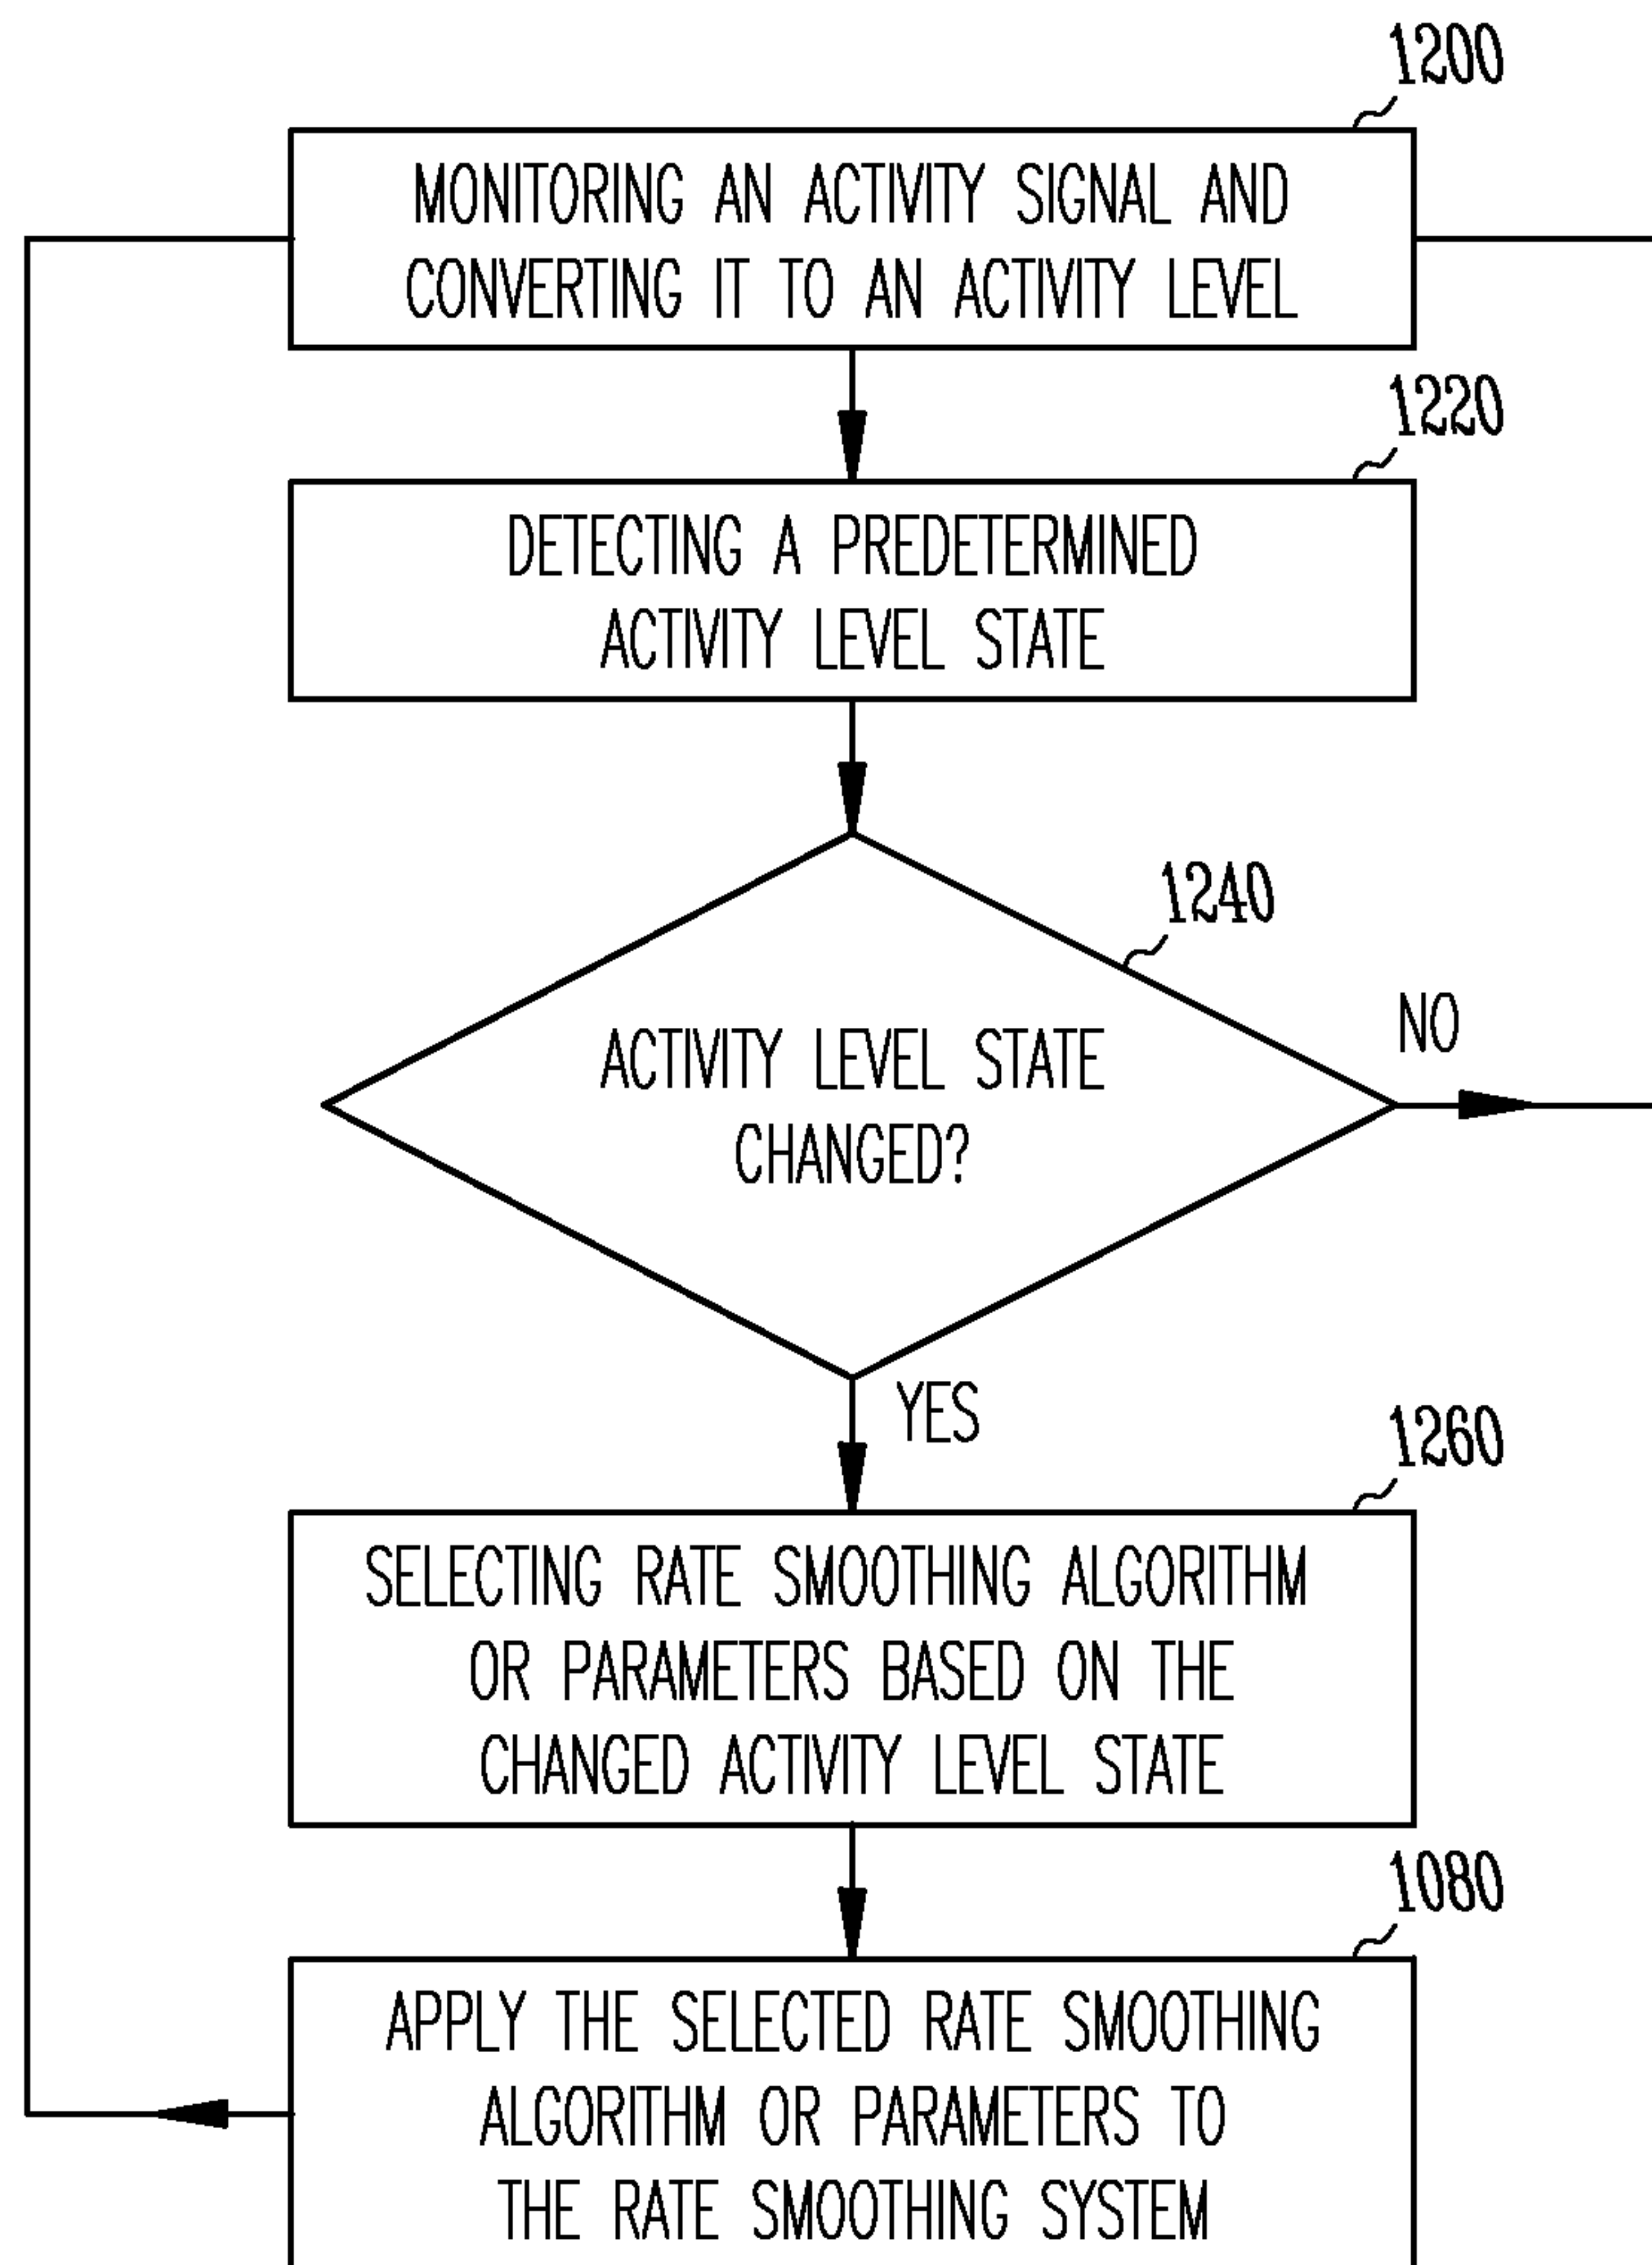 1200
MONITORING AN ACTIVITY SIGNAL AND
CONVERTING IT TO AN ACTIVITY LEVEL
1220
DETECTING A PREDETERMINED
ACTIVITY LEVEL STATE
1240
ACTIVITY LEVEL STATE
CHANGED?
NO
YES
1260
SELECTING RATE SMOOTHING ALGORITHM
OR PARAMETERS BASED ON THE
CHANGED ACTIVITY LEVEL STATE
1080
APPLY THE SELECTED RATE SMOOTHING
ALGORITHM OR PARAMETERS TO
THE RATE SMOOTHING SYSTEM